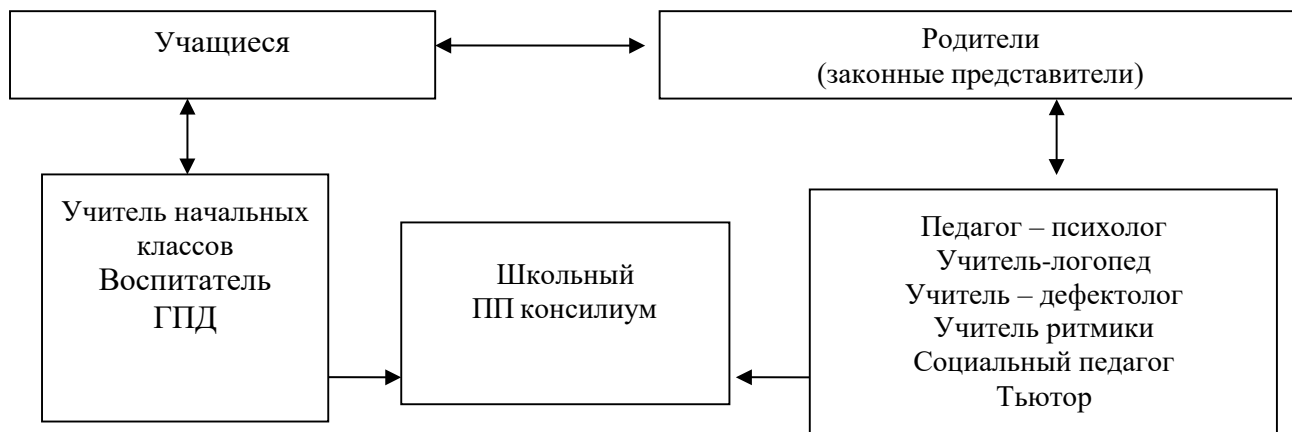 Учащиеся
Родители
(законные представители)
Учитель начальных
классов
Воспитатель
ГПД
Школьный
ПП консилиум
Педагог – психолог
Учитель-логопед
Учитель – дефектолог
Учитель ритмики
Социальный педагог
Тьютор